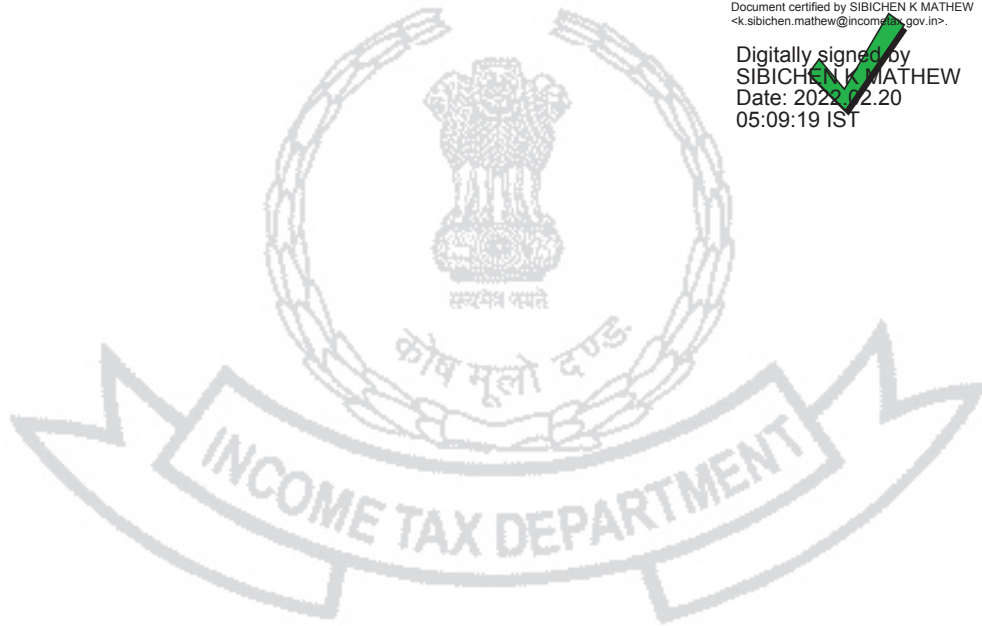 Document certified by SIBICHEN K MATHEW
<k.sibichen.mathew@incometax.gov.in>.
Digitally signed by
SIBICHEN K MATHEW
Date: 2022.02.20
05:09:19 IST
सत्यमेव जयते
कोष मूलो दण्डः
INCOME TAX DEPARTMENT